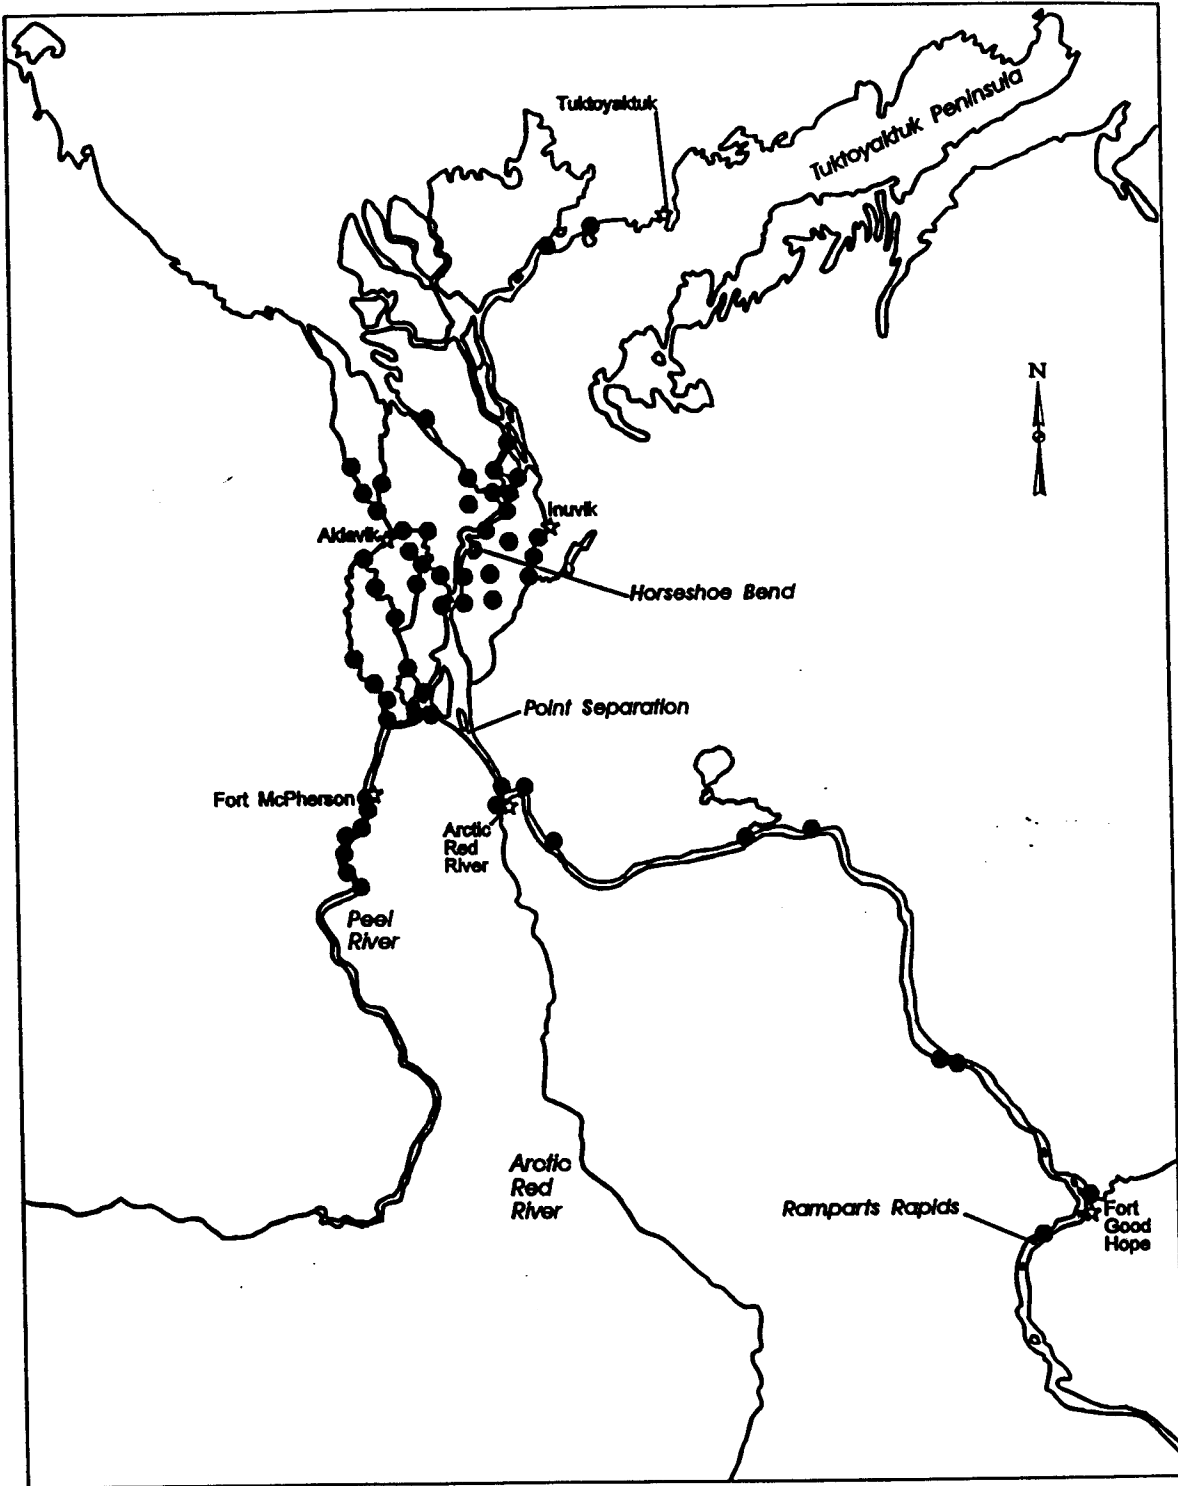 Tuktoyaktuk
Tuktoyaktuk Peninsula
N
Inuvik
Aklavik
Horseshoe Bend
Point Separation
Fort McPherson
Arctic
Red
River
Peel
River
Arctic
Red
River
Ramparts Rapids
Fort
Good
Hope